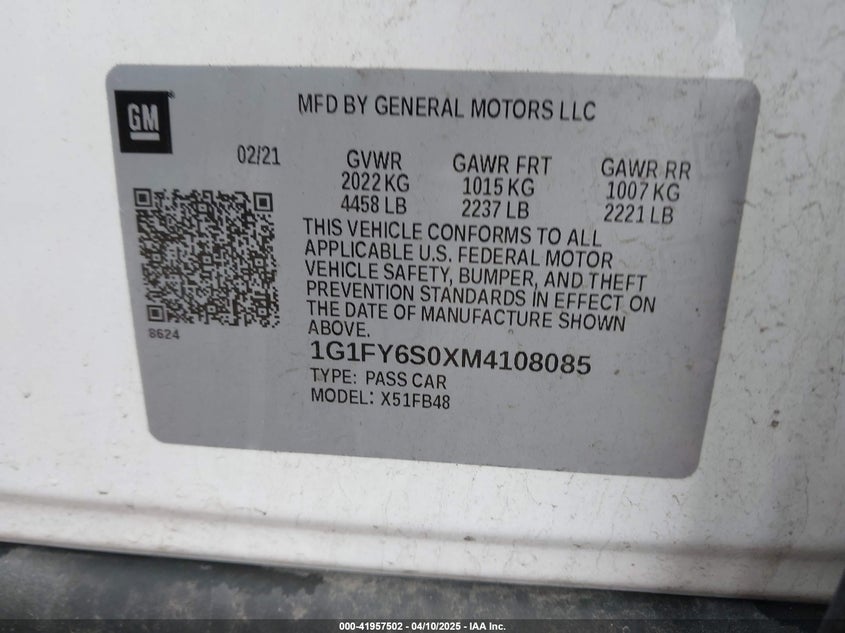 GM
MFD BY GENERAL MOTORS LLC
02/21
GVWR
2022 KG
4458 LB
GAWR FRT
1015 KG
2237 LB
GAWR RR
1007 KG
2221 LB
THIS VEHICLE CONFORMS TO ALL
APPLICABLE U.S. FEDERAL MOTOR
VEHICLE SAFETY, BUMPER, AND THEFT
PREVENTION STANDARDS IN EFFECT ON
THE DATE OF MANUFACTURE SHOWN
ABOVE.
8624
1G1FY6S0XM4108085
TYPE: PASS CAR
MODEL: X51FB48
000-41957502 - 04/10/2025 - IAA Inc.